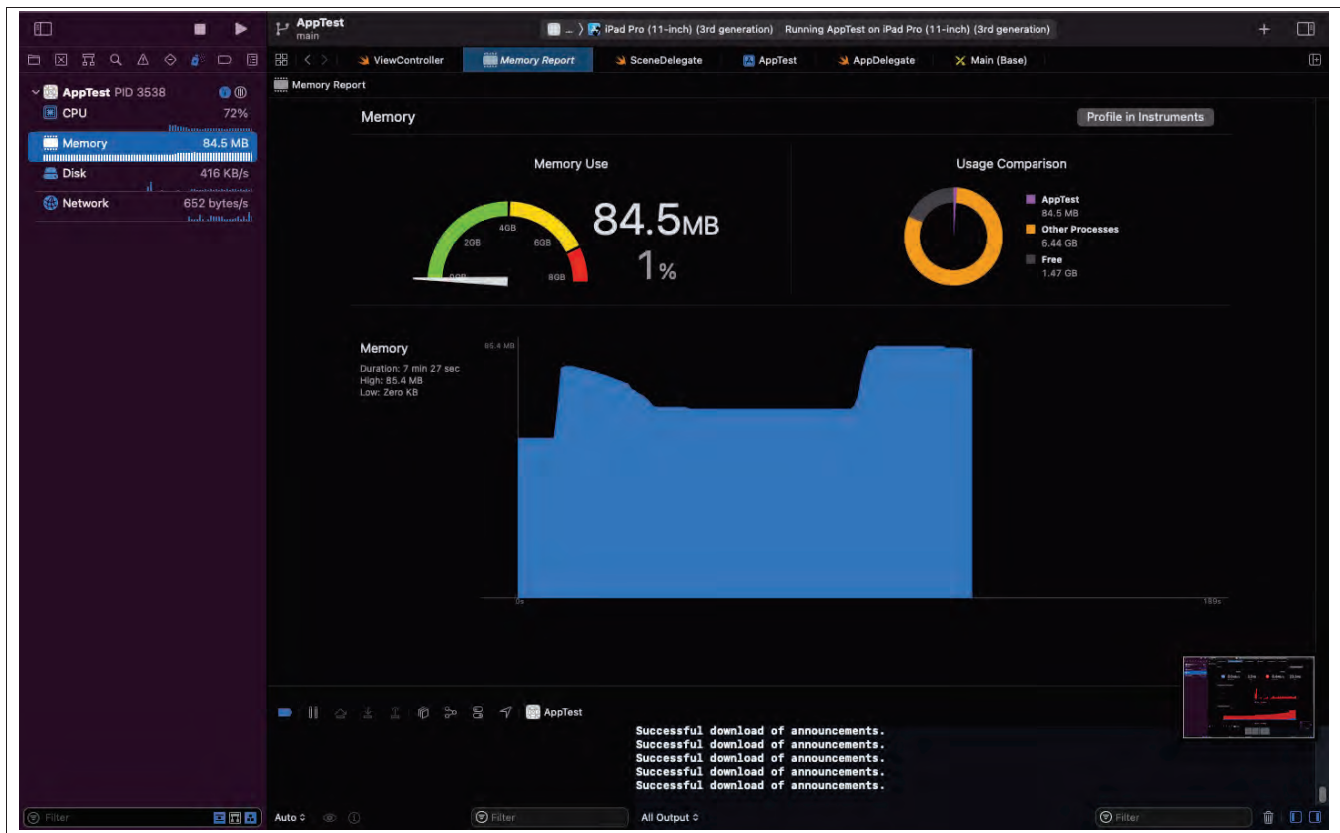 AppTest
main
iPad Pro (11-inch) (3rd generation) Running AppTest on iPad Pro (11-inch) (3rd generation)
ViewController
Memory Report
SceneDelegate
AppTest
AppDelegate
Main (Base)
Memory Report
AppTest PID 3538
CPU 72%
Memory 84.5 MB
Disk 416 KB/s
Network 652 bytes/s
Memory
Profile in Instruments
Memory Use
0GB
2GB
4GB
6GB
8GB
84.5MB
1%
Usage Comparison
AppTest
84.5 MB
Other Processes
6.44 GB
Free
1.47 GB
Memory
Duration: 7 min 27 sec
High: 85.4 MB
Low: Zero KB
85.4 MB
0s
189s
AppTest
Successful download of announcements.
Successful download of announcements.
Successful download of announcements.
Successful download of announcements.
Successful download of announcements.
Filter
Auto
Filter
All Output
Filter